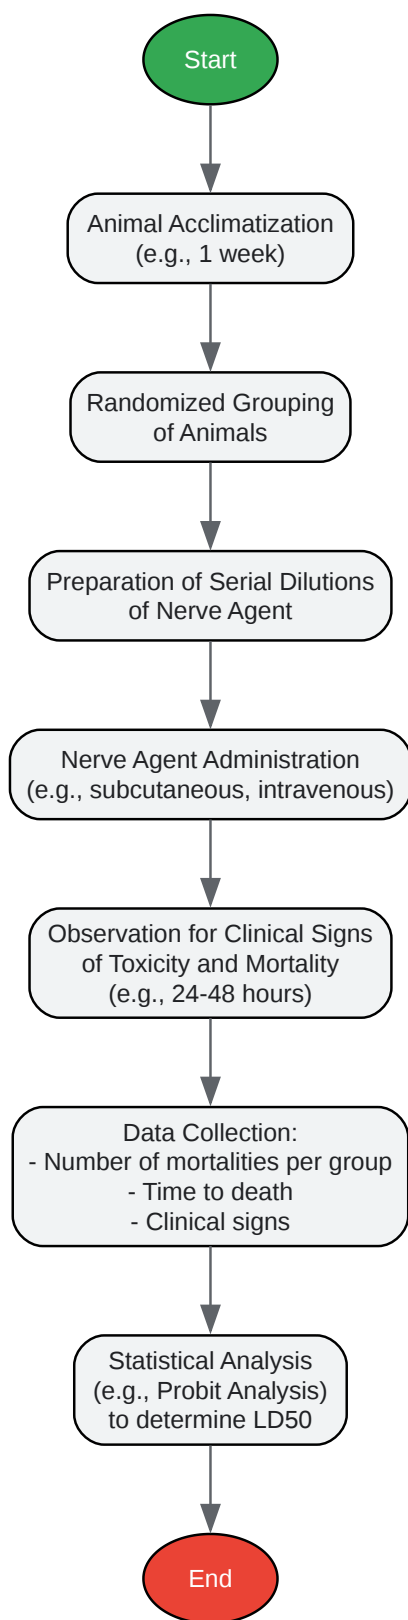 Start
Animal Acclimatization
(e.g., 1 week)
Randomized Grouping
of Animals
Preparation of Serial Dilutions
of Nerve Agent
Nerve Agent Administration
(e.g., subcutaneous, intravenous)
Observation for Clinical Signs
of Toxicity and Mortality
(e.g., 24-48 hours)
Data Collection:
- Number of mortalities per group
- Time to death
- Clinical signs
Statistical Analysis
(e.g., Probit Analysis)
to determine LD50
End